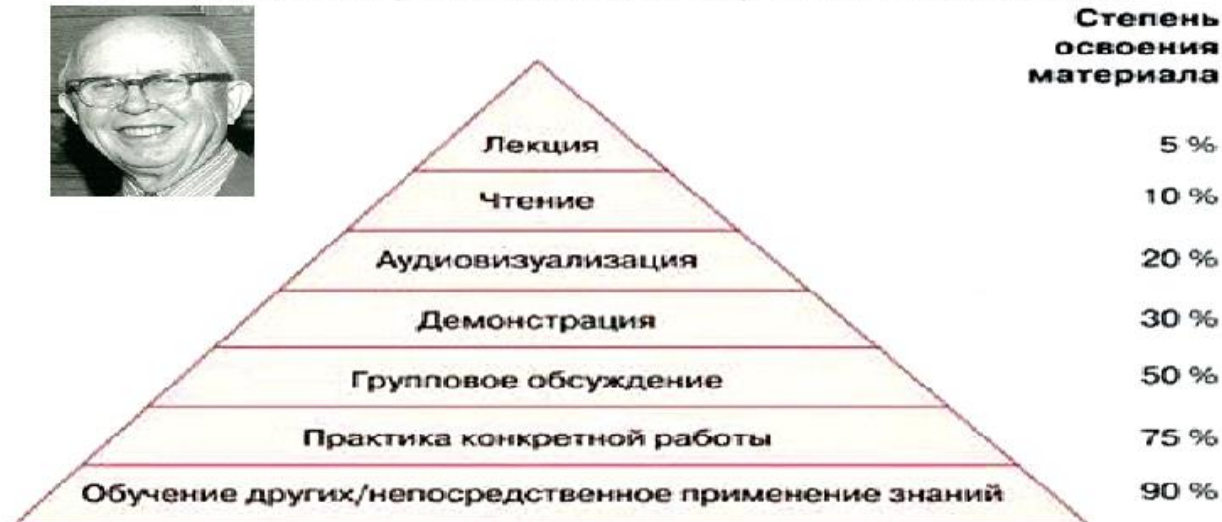 Степень
освоения
материала
Лекция 5 %
Чтение 10 %
Аудиовизуализация 20 %
Демонстрация 30 %
Групповое обсуждение 50 %
Практика конкретной работы 75 %
Обучение других/непосредственное применение знаний 90 %